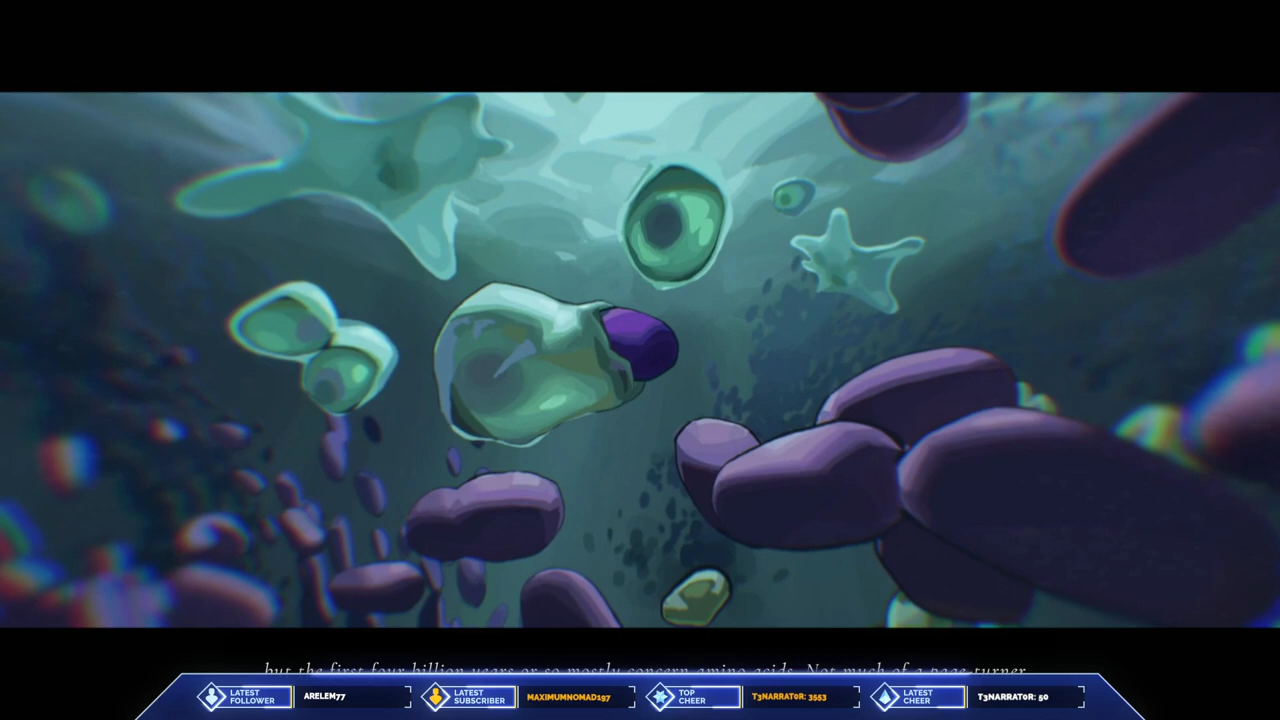 but the first four billion years or so mostly concern amino acids. Not much of a page-turner
LATEST FOLLOWER
ARELEM77
LATEST SUBSCRIBER
MAXIMUMNOMAD197
TOP CHEER
T3NARRAT0R: 3553
LATEST CHEER
T3NARRAT0R: 50